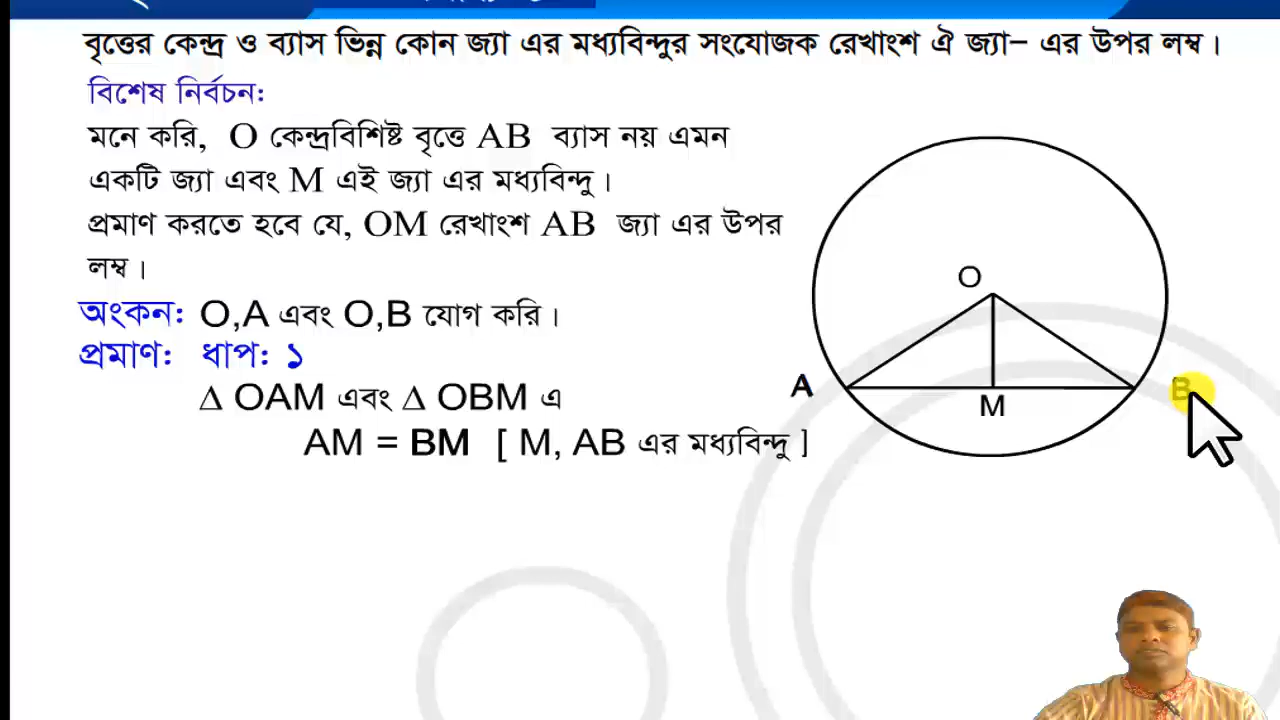 বৃত্তের কেন্দ্র ও ব্যাস ভিন্ন কোন জ্যা এর মধ্যবিন্দুর সংযোজক রেখাংশ ঐ জ্যা- এর উপর লম্ব।
বিশেষ নির্বচন:
মনে করি, O কেন্দ্রবিশিষ্ট বৃত্তে AB ব্যাস নয় এমন
একটি জ্যা এবং M এই জ্যা এর মধ্যবিন্দু।
প্রমাণ করতে হবে যে, OM রেখাংশ AB জ্যা এর উপর
লম্ব।
অংকন: O,A এবং O,B যোগ করি।
প্রমাণ: ধাপ: ১
Δ OAM এবং Δ OBM এ
AM = BM [ M, AB এর মধ্যবিন্দু ]
O
A
M
B